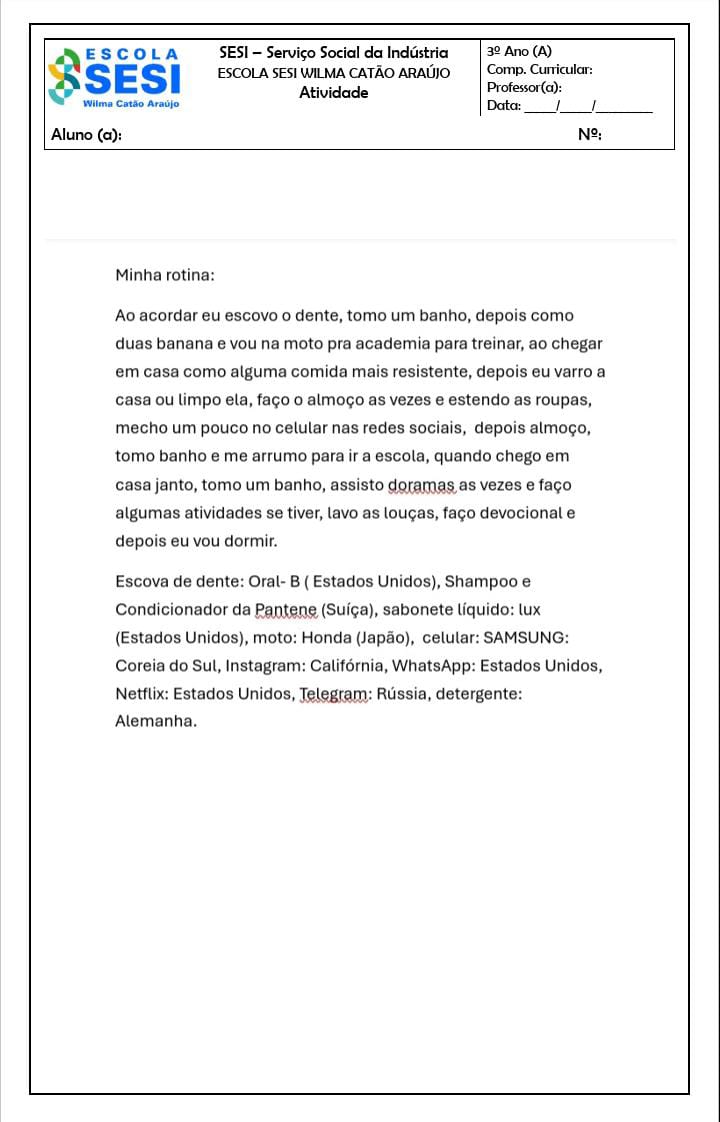 ESCOLA
SESI
Wilma Catão Araújo
SESI – Serviço Social da Indústria
ESCOLA SESI WILMA CATÃO ARAÚJO
Atividade
3º Ano (A)
Comp. Curricular:
Professor(a):
Data: ____/____/_______
Aluno (a): Nº:
Minha rotina:
Ao acordar eu escovo o dente, tomo um banho, depois como
duas banana e vou na moto pra academia para treinar, ao chegar
em casa como alguma comida mais resistente, depois eu varro a
casa ou limpo ela, faço o almoço as vezes e estendo as roupas,
mecho um pouco no celular nas redes sociais, depois almoço,
tomo banho e me arrumo para ir a escola, quando chego em
casa janto, tomo um banho, assisto doramas as vezes e faço
algumas atividades se tiver, lavo as louças, faço devocional e
depois eu vou dormir.
Escova de dente: Oral- B ( Estados Unidos), Shampoo e
Condicionador da Pantene (Suíça), sabonete líquido: lux
(Estados Unidos), moto: Honda (Japão), celular: SAMSUNG:
Coreia do Sul, Instagram: Califórnia, WhatsApp: Estados Unidos,
Netflix: Estados Unidos, Telegram: Rússia, detergente:
Alemanha.